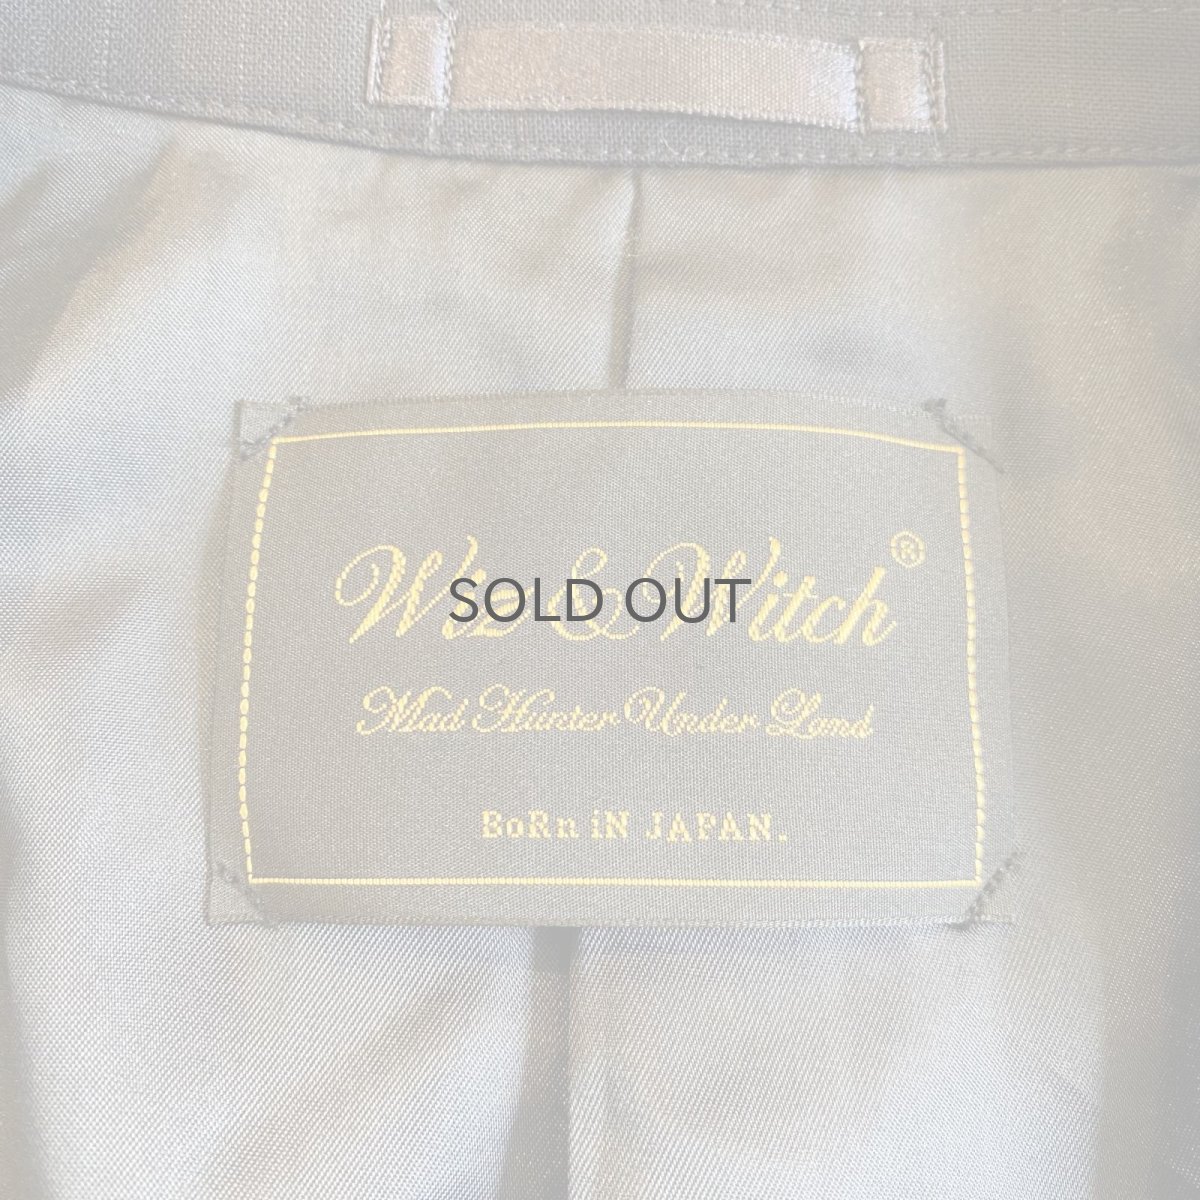 Wiz & Witch®
SOLD OUT
Mad Hunter Under Land
BoRn iN JAPAN.